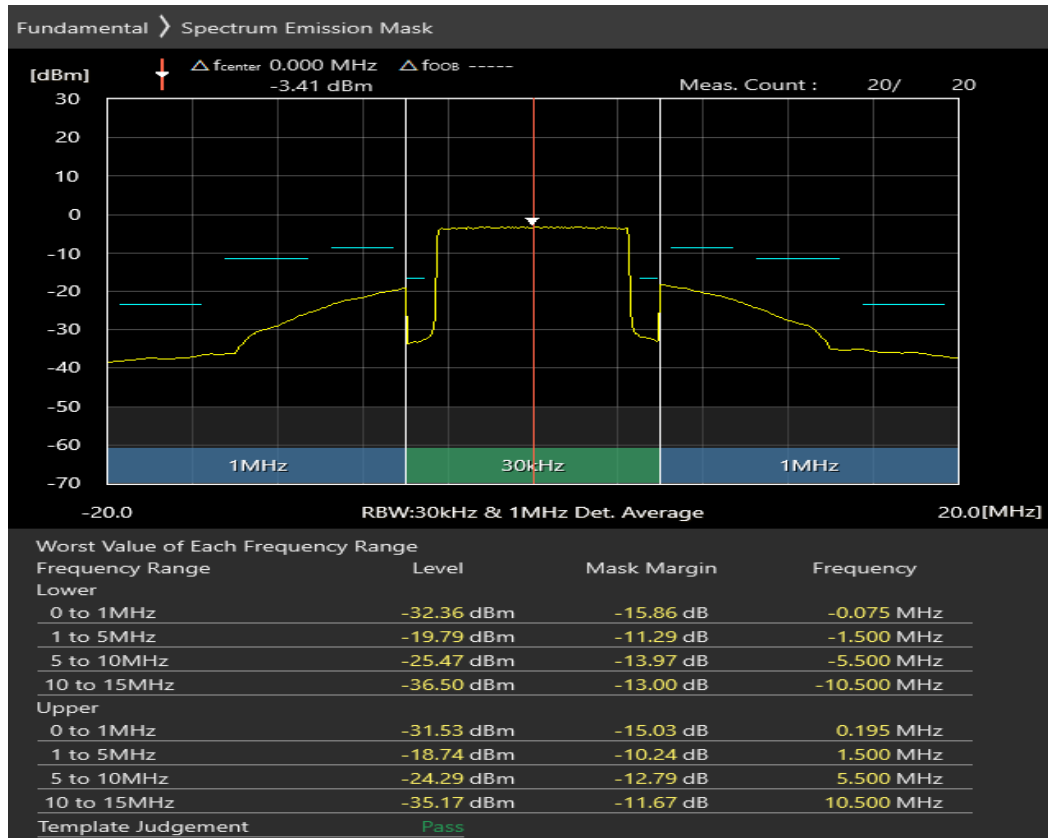 Fundamental ❯ Spectrum Emission Mask
[dBm] △ fcenter 0.000 MHz △ fOOB -----
-3.41 dBm Meas. Count : 20/ 20
30
20
10
0
-10
-20
-30
-40
-50
-60
-70
1MHz 30kHz 1MHz
-20.0 RBW:30kHz & 1MHz Det. Average 20.0[MHz]
Worst Value of Each Frequency Range
Frequency Range Level Mask Margin Frequency
Lower
0 to 1MHz -32.36 dBm -15.86 dB -0.075 MHz
1 to 5MHz -19.79 dBm -11.29 dB -1.500 MHz
5 to 10MHz -25.47 dBm -13.97 dB -5.500 MHz
10 to 15MHz -36.50 dBm -13.00 dB -10.500 MHz
Upper
0 to 1MHz -31.53 dBm -15.03 dB 0.195 MHz
1 to 5MHz -18.74 dBm -10.24 dB 1.500 MHz
5 to 10MHz -24.29 dBm -12.79 dB 5.500 MHz
10 to 15MHz -35.17 dBm -11.67 dB 10.500 MHz
Template Judgement Pass